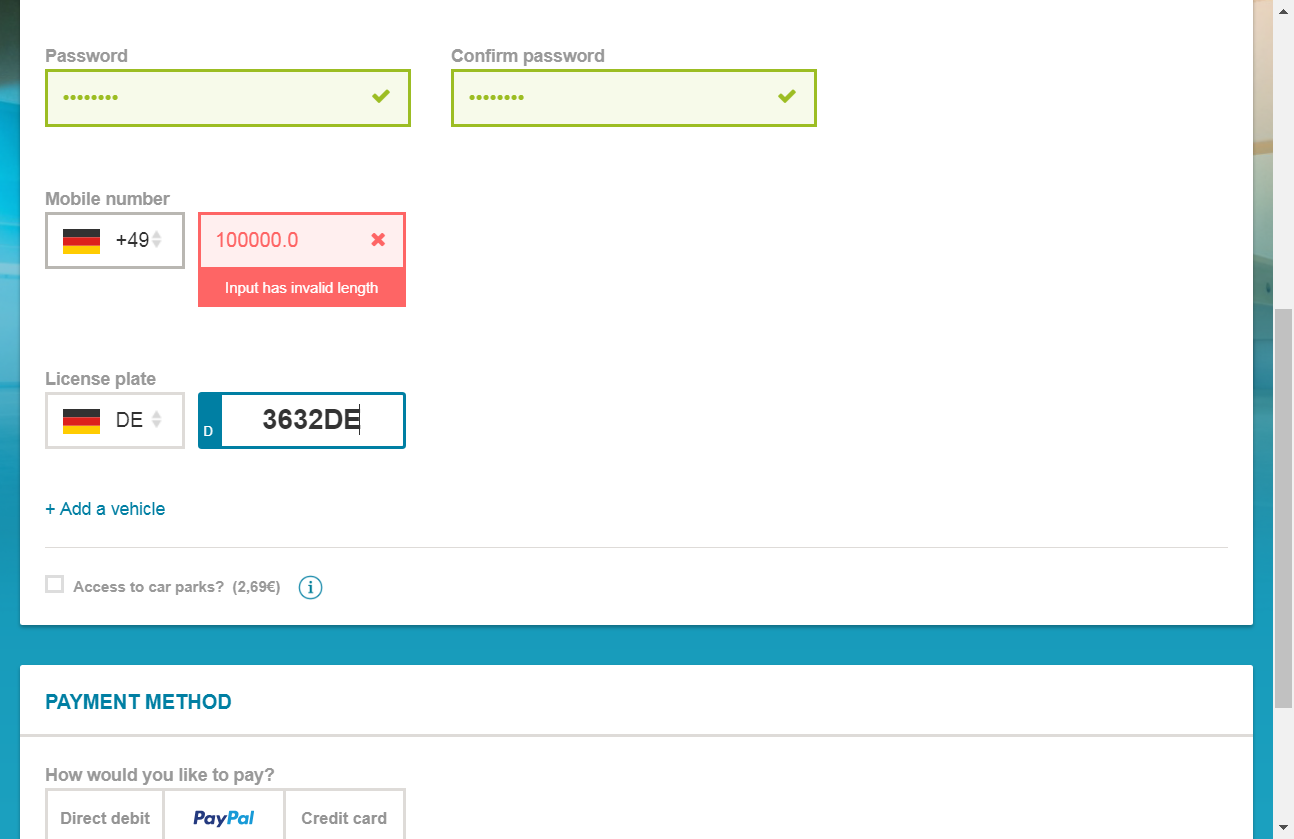 Password Confirm password
•••••••• ••••••••
Mobile number
+49 100000.0
Input has invalid length
License plate
DE D 3632DE
+ Add a vehicle
Access to car parks? (2,69€) i
PAYMENT METHOD
How would you like to pay?
Direct debit PayPal Credit card